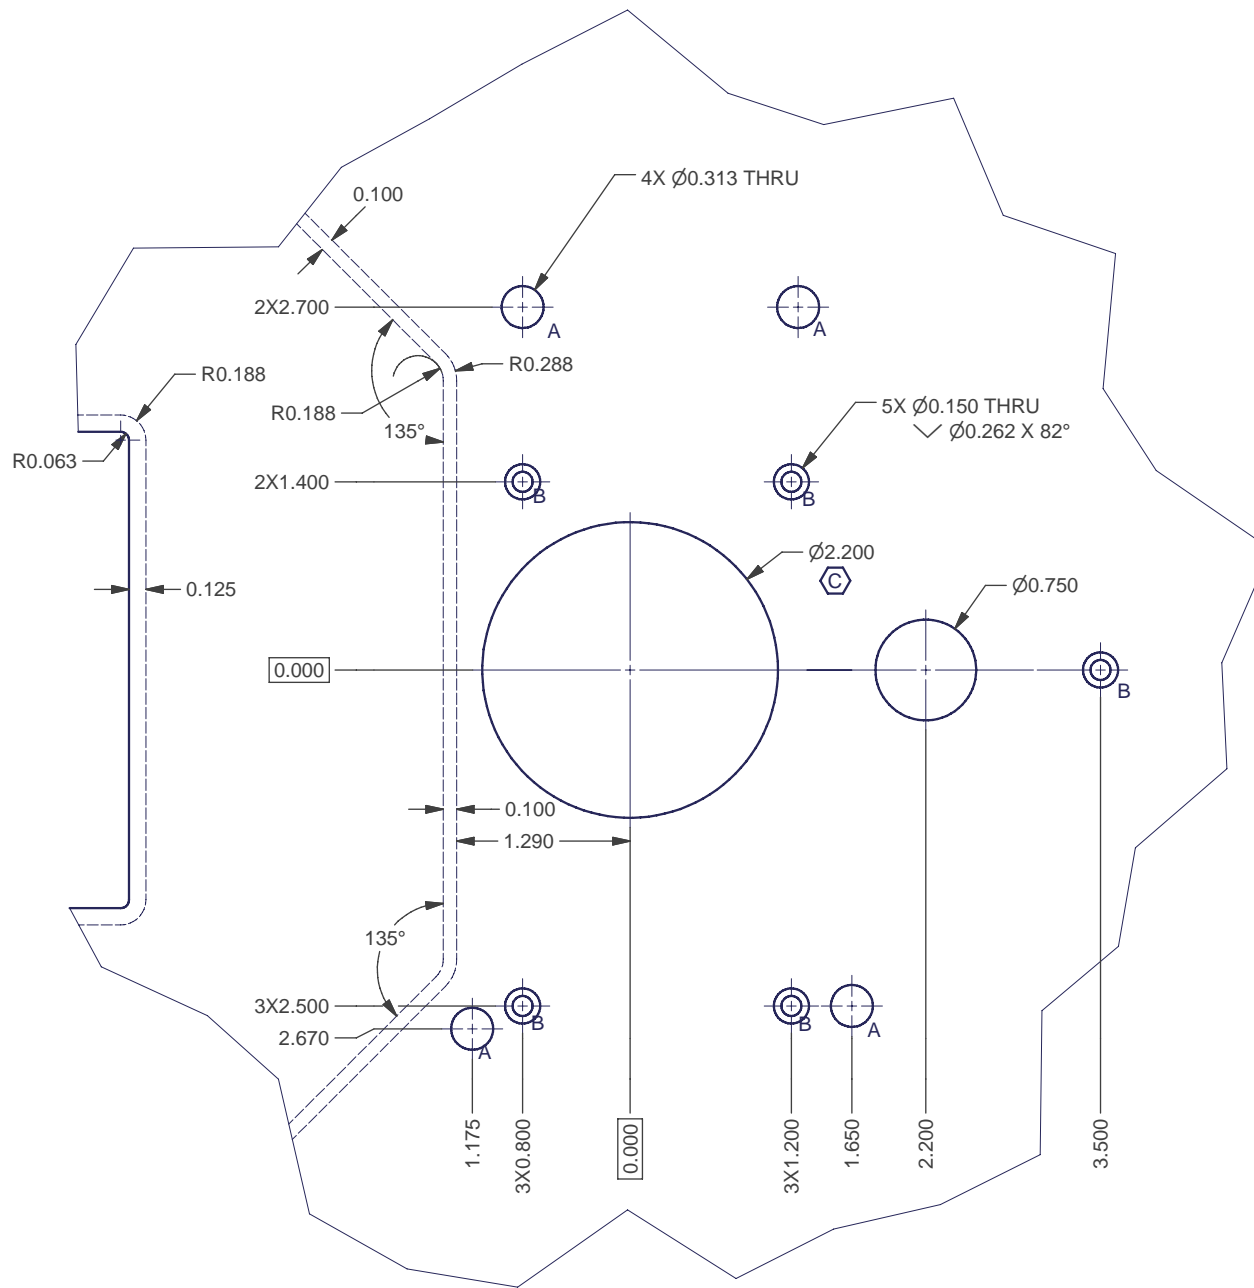 4X Ø0.313 THRU
0.100
2X2.700
A
A
R0.288
R0.188
R0.188
5X Ø0.150 THRU
Ø0.262 X 82°
135°
R0.063
2X1.400
B
B
Ø2.200
C
Ø0.750
0.125
0.000
B
0.100
1.290
135°
3X2.500
B
B
A
2.670
A
1.175
3X0.800
0.000
3X1.200
1.650
2.200
3.500